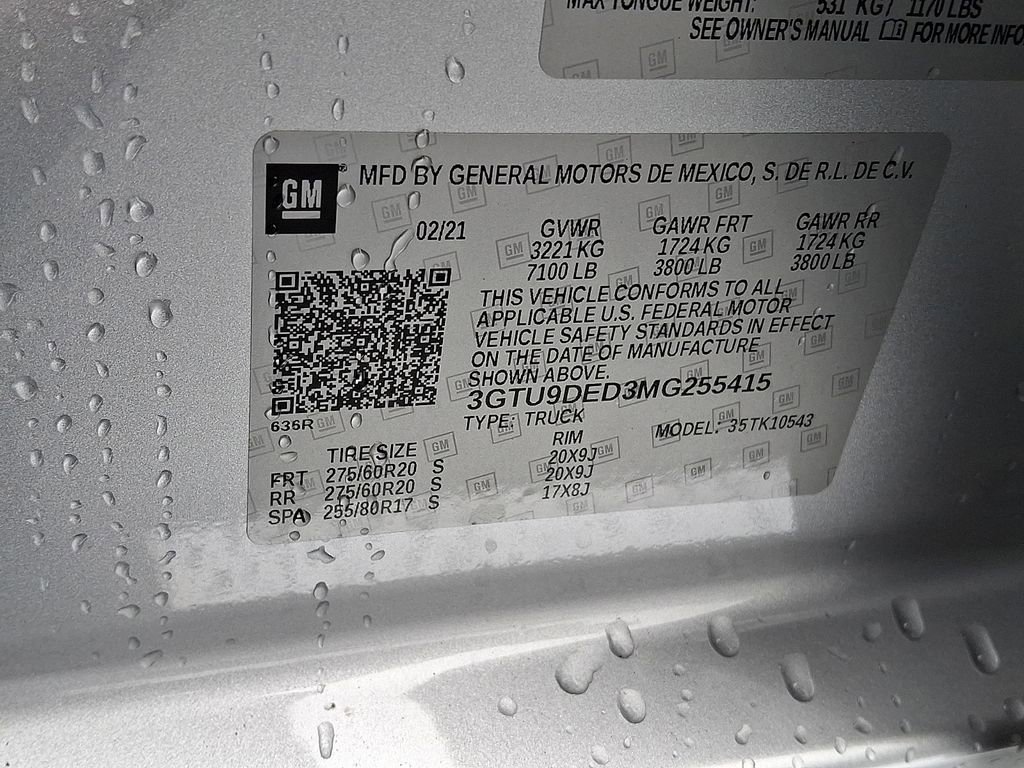 MAX TONGUE WEIGHT: 531 KG / 1170 LBS
SEE OWNER'S MANUAL FOR MORE INFO
GM ® MFD BY GENERAL MOTORS DE MEXICO, S. DE R.L. DE C.V.
02/21 GVWR GAWR FRT GAWR RR
3221 KG 1724 KG 1724 KG
7100 LB 3800 LB 3800 LB
THIS VEHICLE CONFORMS TO ALL
APPLICABLE U.S. FEDERAL MOTOR
VEHICLE SAFETY STANDARDS IN EFFECT
ON THE DATE OF MANUFACTURE
SHOWN ABOVE.
3GTU9DED3MG255415
636R TYPE: TRUCK MODEL: 35TK10543
TIRE SIZE RIM
FRT 275/60R20 S 20X9J
RR 275/60R20 S 20X9J
SPA 255/80R17 S 17X8J